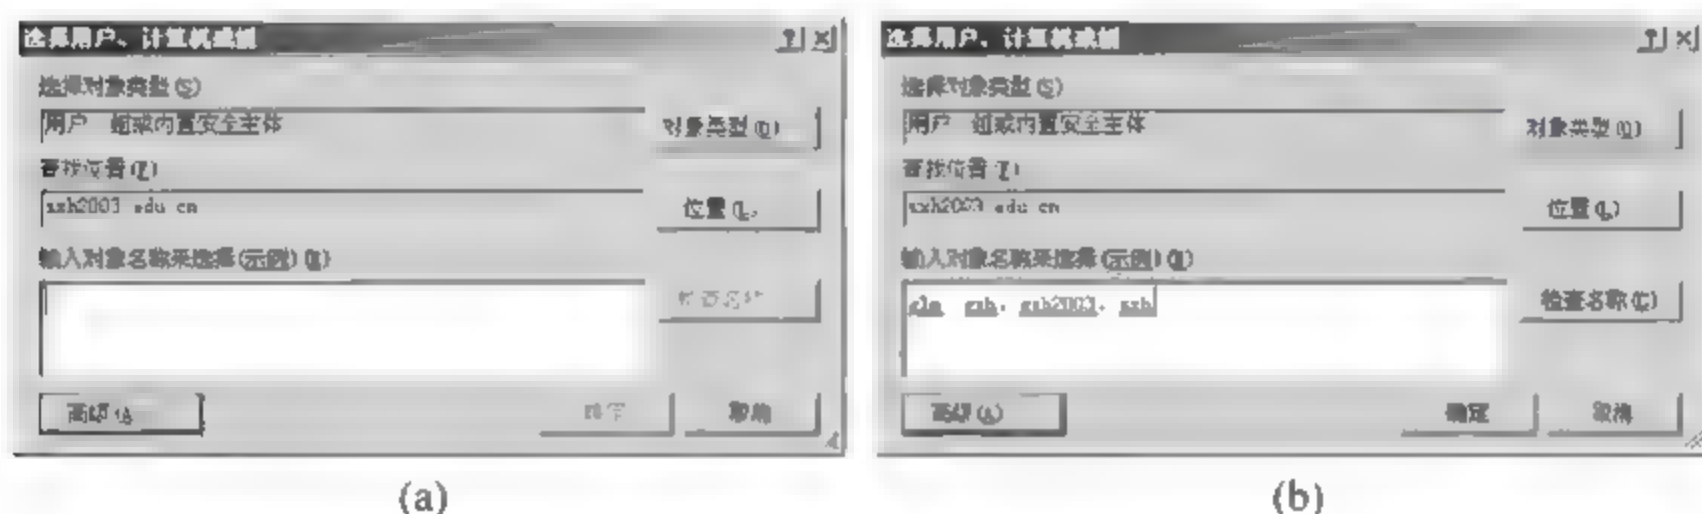 选择用户、计算机或组
选择对象类型(S)
用户 组或内置安全主体
对象类型(O)
查找位置(F)
sxh2003 edu cn
位置(L)
输入对象名称来选择(示例)(E)
高级(A)
取消
(a)
选择用户、计算机或组
选择对象类型(S)
用户 组或内置安全主体
对象类型(O)
查找位置(F)
sxh2003 edu cn
位置(L)
输入对象名称来选择(示例)(E)
检查名称(C)
高级(A)
确定
取消
(b)